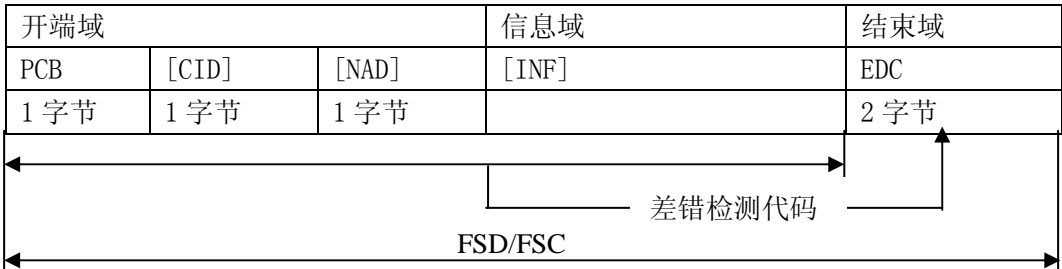 开端域 信息域 结束域
PCB [CID] [NAD] [INF] EDC
1 字节 1 字节 1 字节 2 字节
差错检测代码
FSD/FSC